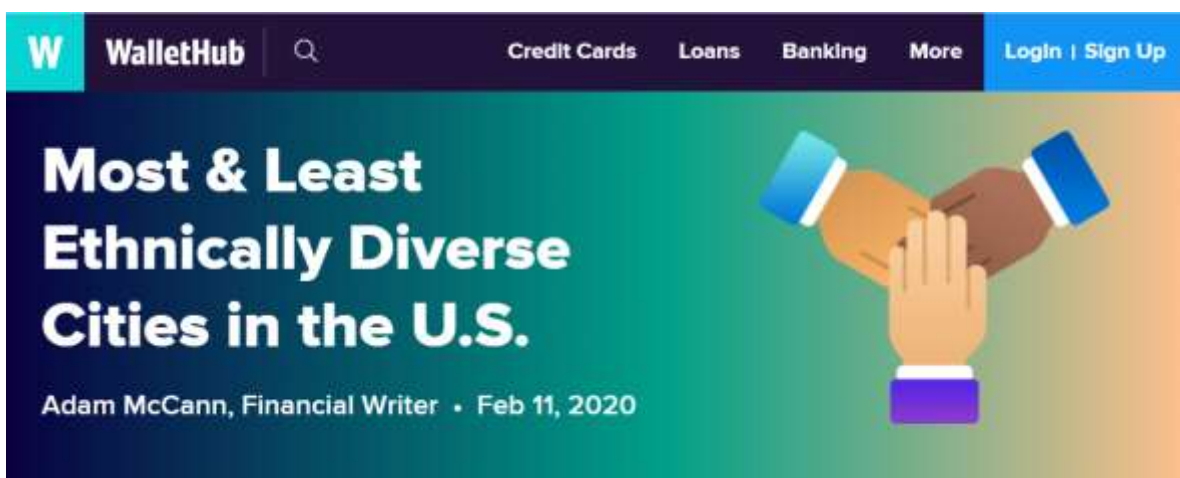 W WalletHub Credit Cards Loans Banking More Login | Sign Up
Most & Least
Ethnically Diverse
Cities in the U.S.
Adam McCann, Financial Writer • Feb 11, 2020